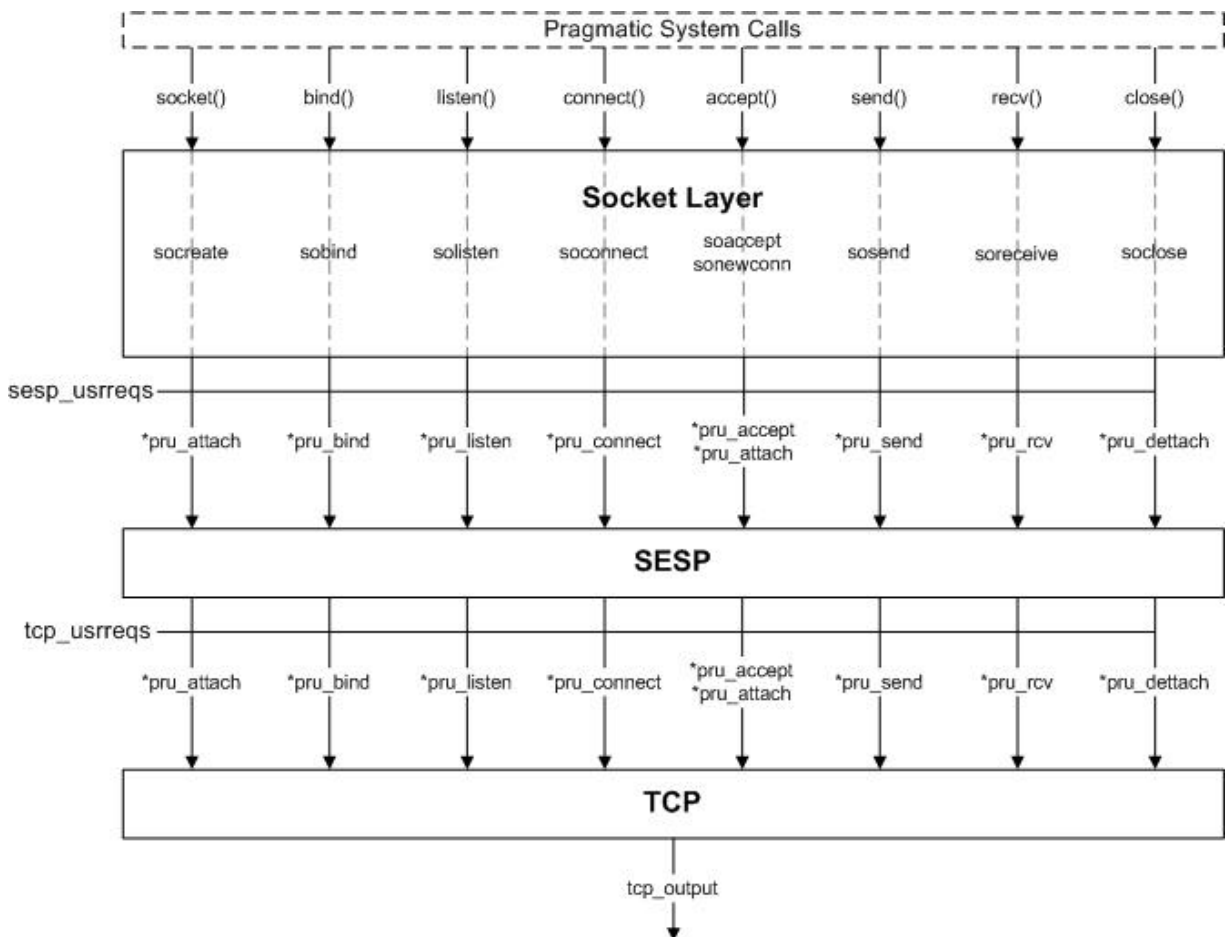 Pragmatic System Calls
socket() bind() listen() connect() accept() send() recv() close()
Socket Layer
socreate sobind solisten soconnect soaccept sosend soreceive soclose
sonewconn
sesp_usrreqs
*pru_attach *pru_bind *pru_listen *pru_connect *pru_accept *pru_send *pru_rcv *pru_dettach
*pru_attach
SESP
tcp_usrreqs
*pru_attach *pru_bind *pru_listen *pru_connect *pru_accept *pru_send *pru_rcv *pru_dettach
*pru_attach
TCP
tcp_output